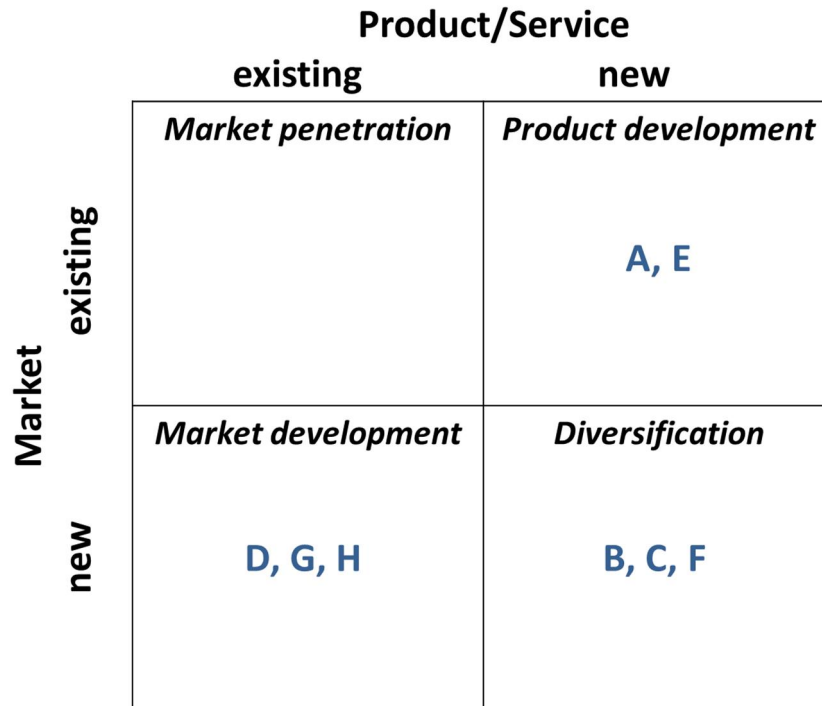 Product/Service
existing new
Market penetration Product development
existing
A, E
Market
Market development Diversification
new
D, G, H B, C, F